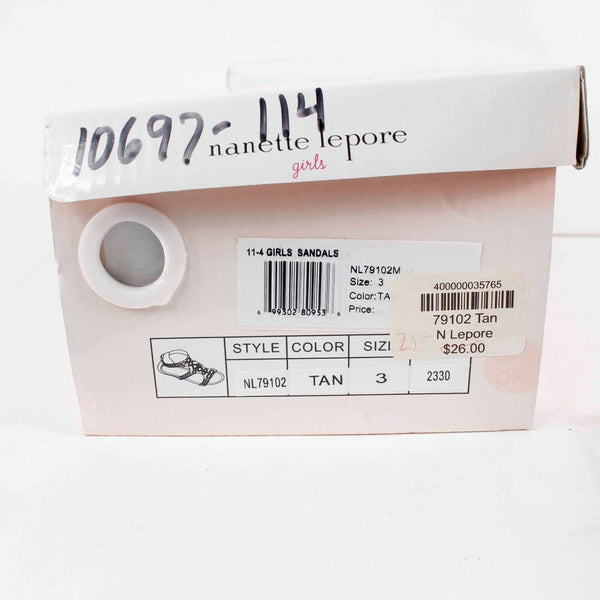 10697-114
nanette lepore
girls
11-4 GIRLS SANDALS
NL79102M
Size: 3
Color: TA
Price:
6 99302 80953 6
400000035765
79102 Tan
N Lepore
$26.00
STYLE COLOR SIZ
NL79102 TAN 3 2330